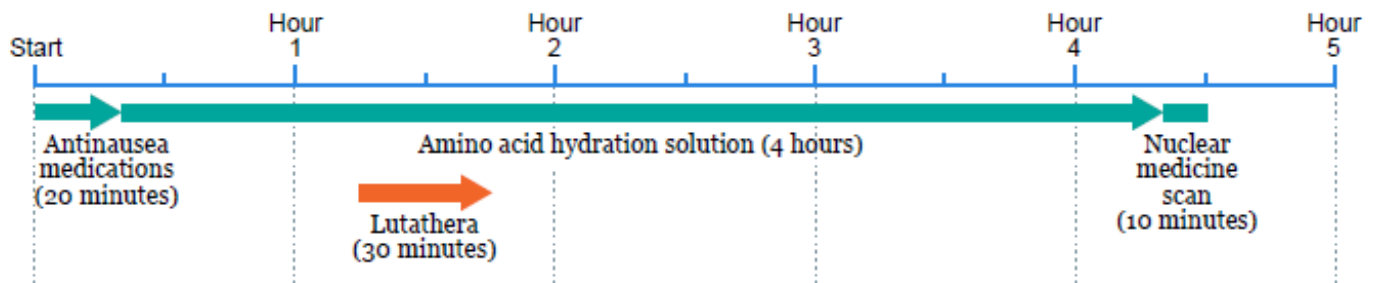 Start
Hour
1
Hour
2
Hour
3
Hour
4
Hour
5
Antinausea
medications
(20 minutes)
Amino acid hydration solution (4 hours)
Lutathera
(30 minutes)
Nuclear
medicine
scan
(10 minutes)